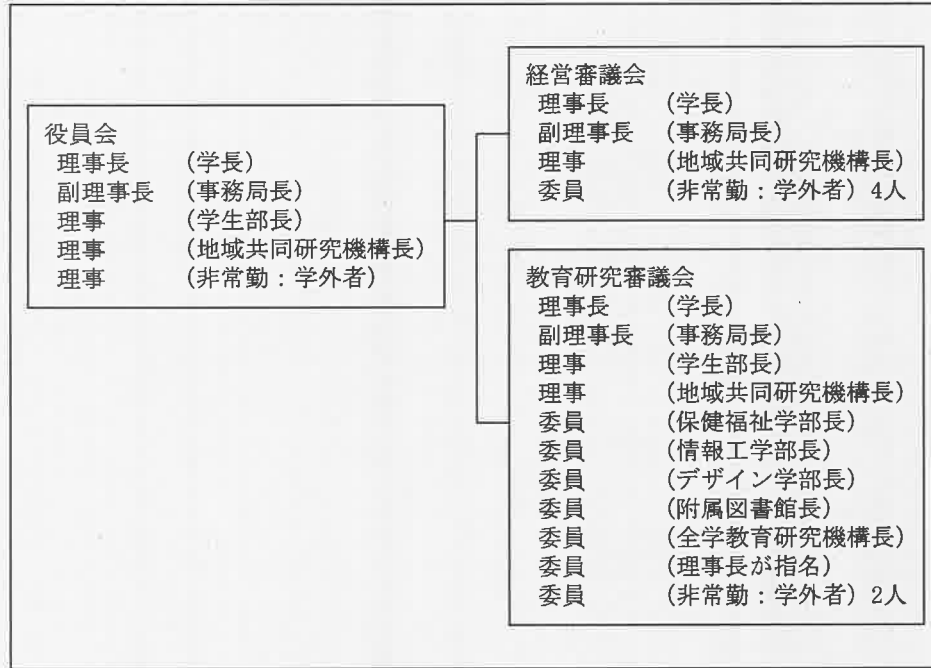 役員会
理事長 （学長）
副理事長 （事務局長）
理事 （学生部長）
理事 （地域共同研究機構長）
理事 （非常勤：学外者）
経営審議会
理事長 （学長）
副理事長 （事務局長）
理事 （地域共同研究機構長）
委員 （非常勤：学外者）4人
教育研究審議会
理事長 （学長）
副理事長 （事務局長）
理事 （学生部長）
理事 （地域共同研究機構長）
委員 （保健福祉学部長）
委員 （情報工学部長）
委員 （デザイン学部長）
委員 （附属図書館長）
委員 （全学教育研究機構長）
委員 （理事長が指名）
委員 （非常勤：学外者）2人